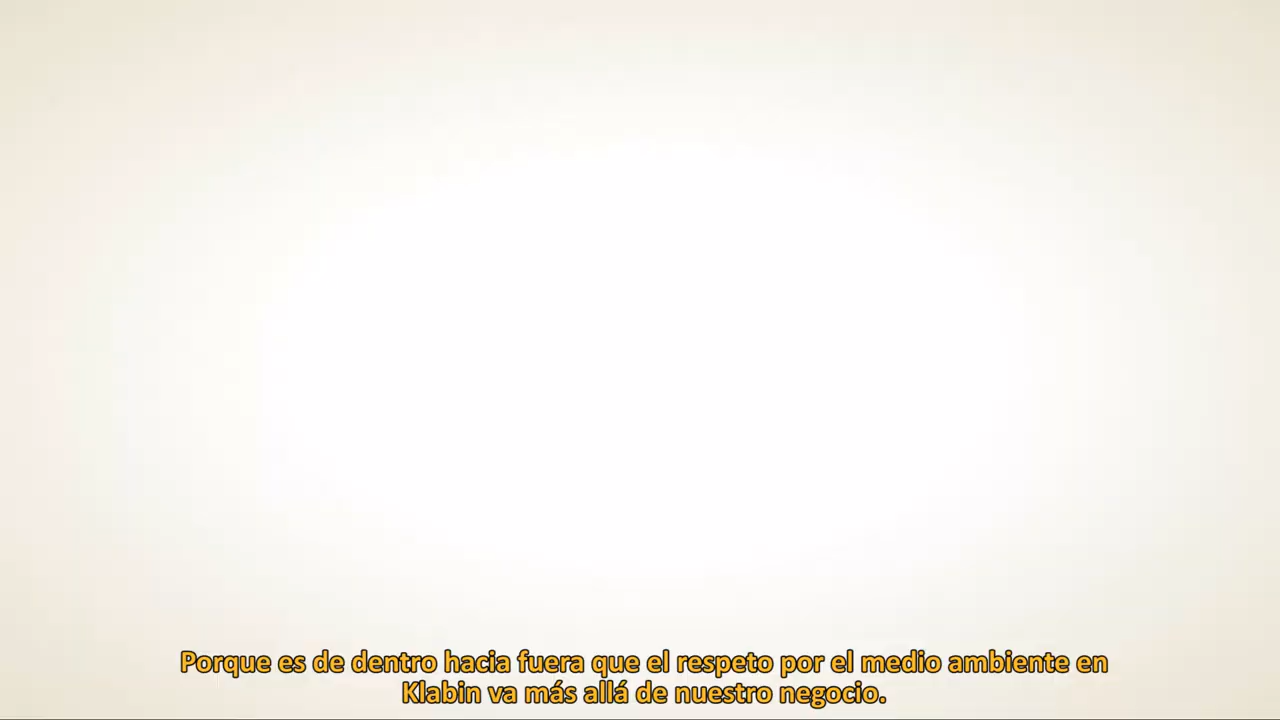 Porque es de dentro hacia fuera que el respeto por el medio ambiente en
Klabin va más allá de nuestro negocio.